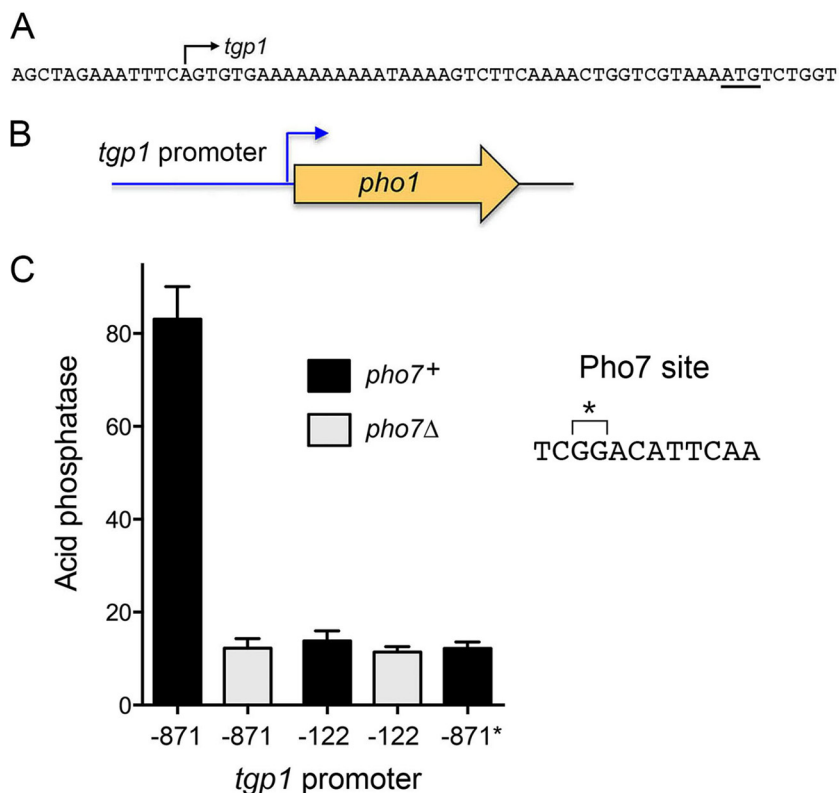 A
tgp1
AGCTAGAAATTTCAGTGTGAAAAAAAAAAATAAAAGTCTTCAAAACTGGTCGTAAAATGTCTGGT
B
tgp1 promoter
pho1
C
Acid phosphatase
80
60
40
20
0
pho7+
pho7Δ
Pho7 site
*
TCGGACATTCAA
-871 -871 -122 -122 -871*
tgp1 promoter